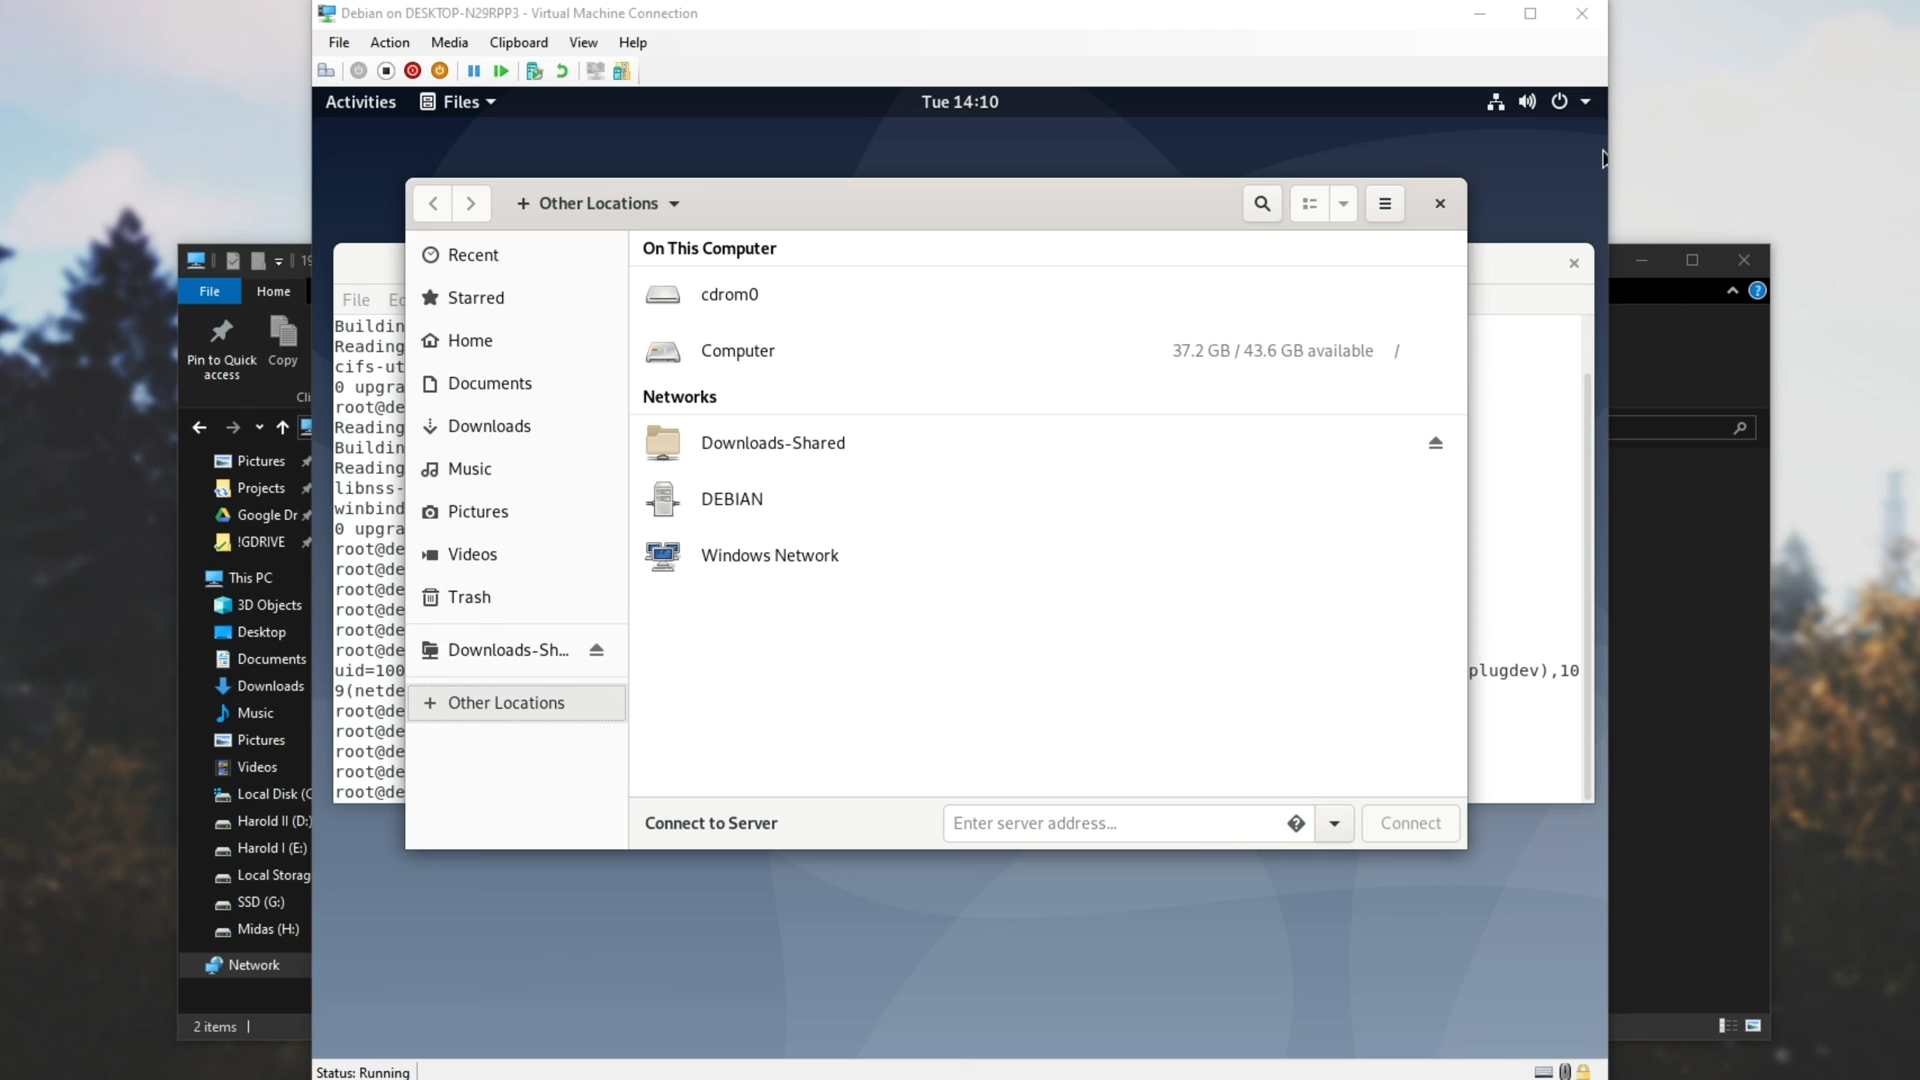 Debian on DESKTOP-N29RPP3 - Virtual Machine Connection
File Action Media Clipboard View Help
Activities Files Tue 14:10
+ Other Locations
Recent
Starred
Home
Documents
Downloads
Music
Pictures
Videos
Trash
Downloads-Sh...
+ Other Locations
On This Computer
cdrom0
Computer 37.2 GB / 43.6 GB available /
Networks
Downloads-Shared
DEBIAN
Windows Network
Connect to Server Enter server address... Connect
File
Buildin
Reading
cifs-ut
0 upgra
root@de
Reading
Building
Reading
libnss-
winbind
0 upgra
root@de
root@de
root@de
root@de
root@de
root@de
uid=100 plugdev),10
9(netde
root@de
root@de
root@de
root@de
root@de
File Home
Pin to Quick access
Copy
Pictures
Projects
Google Dr
!GDRIVE
This PC
3D Objects
Desktop
Documents
Downloads
Music
Pictures
Videos
Local Disk (C
Harold II (D:)
Harold I (E:)
Local Storag
SSD (G:)
Midas (H:)
Network
2 items
Status: Running